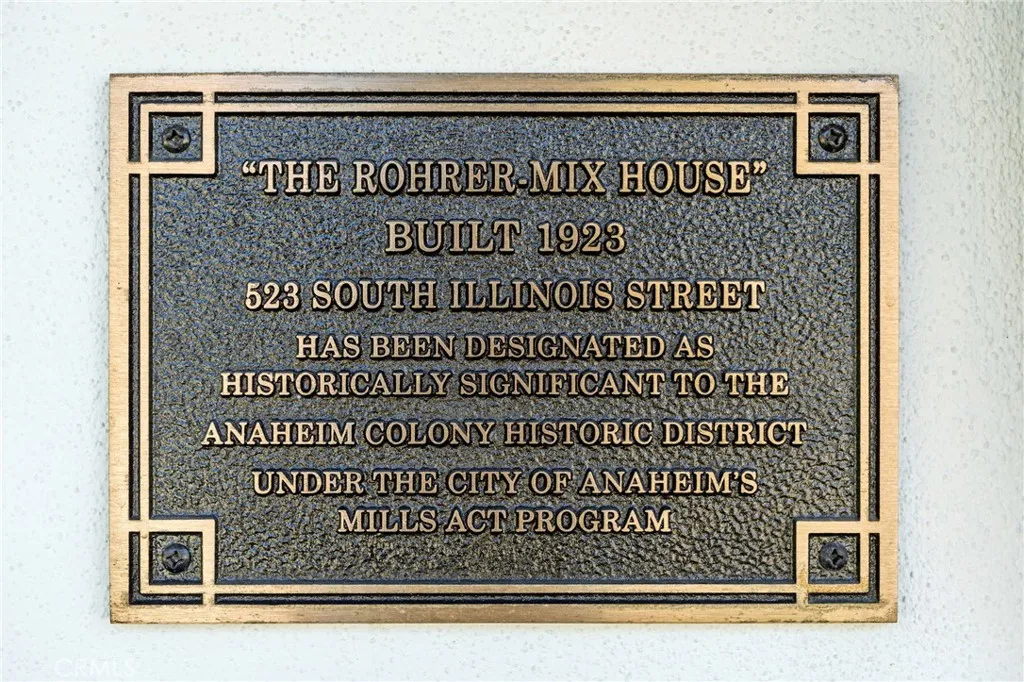 “THE ROHRER-MIX HOUSE”
BUILT 1923
523 SOUTH ILLINOIS STREET
HAS BEEN DESIGNATED AS
HISTORICALLY SIGNIFICANT TO THE
ANAHEIM COLONY HISTORIC DISTRICT
UNDER THE CITY OF ANAHEIM'S
MILLS ACT PROGRAM
CRMLS